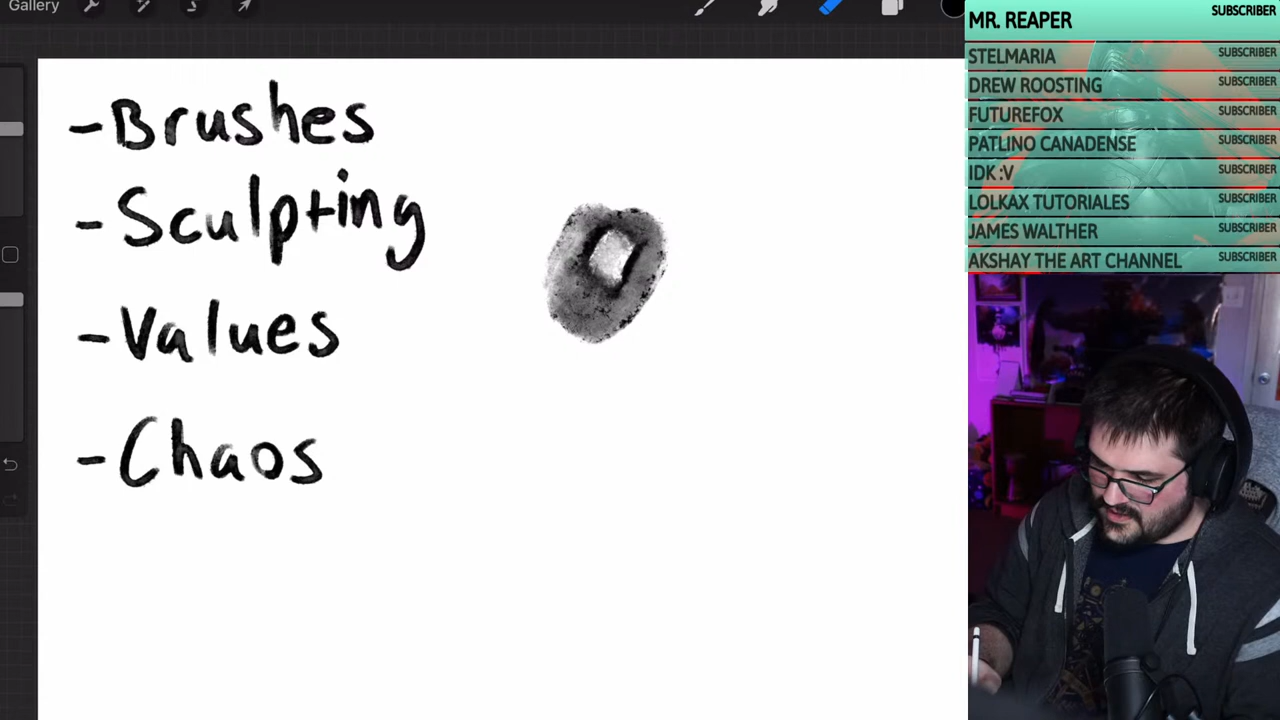 Gallery
-Brushes
-Sculpting
-Values
-Chaos
MR. REAPER SUBSCRIBER
STELMARIA SUBSCRIBER
DREW ROOSTING SUBSCRIBER
FUTUREFOX SUBSCRIBER
PATLINO CANADENSE SUBSCRIBER
IDK :V SUBSCRIBER
LOLKAX TUTORIALES SUBSCRIBER
JAMES WALTHER SUBSCRIBER
AKSHAY THE ART CHANNEL SUBSCRIBER